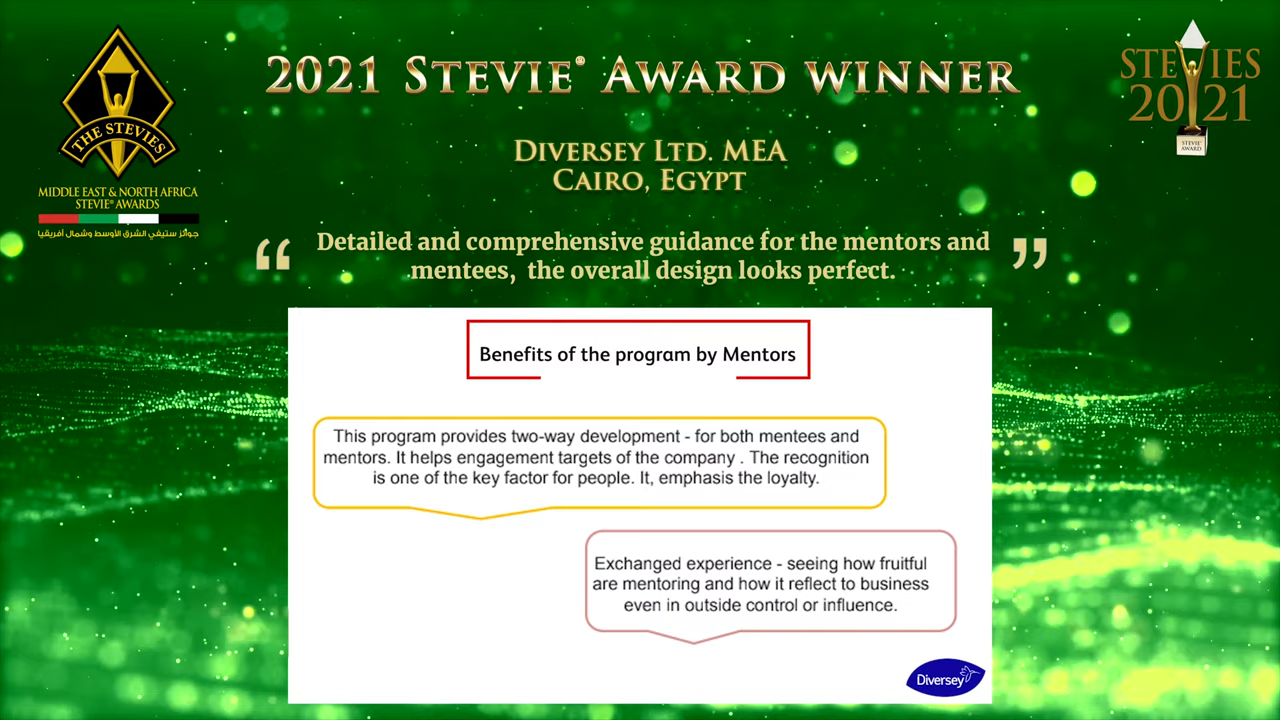 2021 STEVIE® AWARD WINNER
THE STEVIES
MIDDLE EAST & NORTH AFRICA
STEVIE® AWARDS
جوائز ستيفي الشرق الأوسط وشمال أفريقيا
STEVIES
2021
STEVIE®
AWARD
DIVERSEY LTD. MEA
CAIRO, EGYPT
“ Detailed and comprehensive guidance for the mentors and ”
mentees, the overall design looks perfect.
Benefits of the program by Mentors
This program provides two-way development - for both mentees and
mentors. It helps engagement targets of the company . The recognition
is one of the key factor for people. It, emphasis the loyalty.
Exchanged experience - seeing how fruitful
are mentoring and how it reflect to business
even in outside control or influence.
Diversey